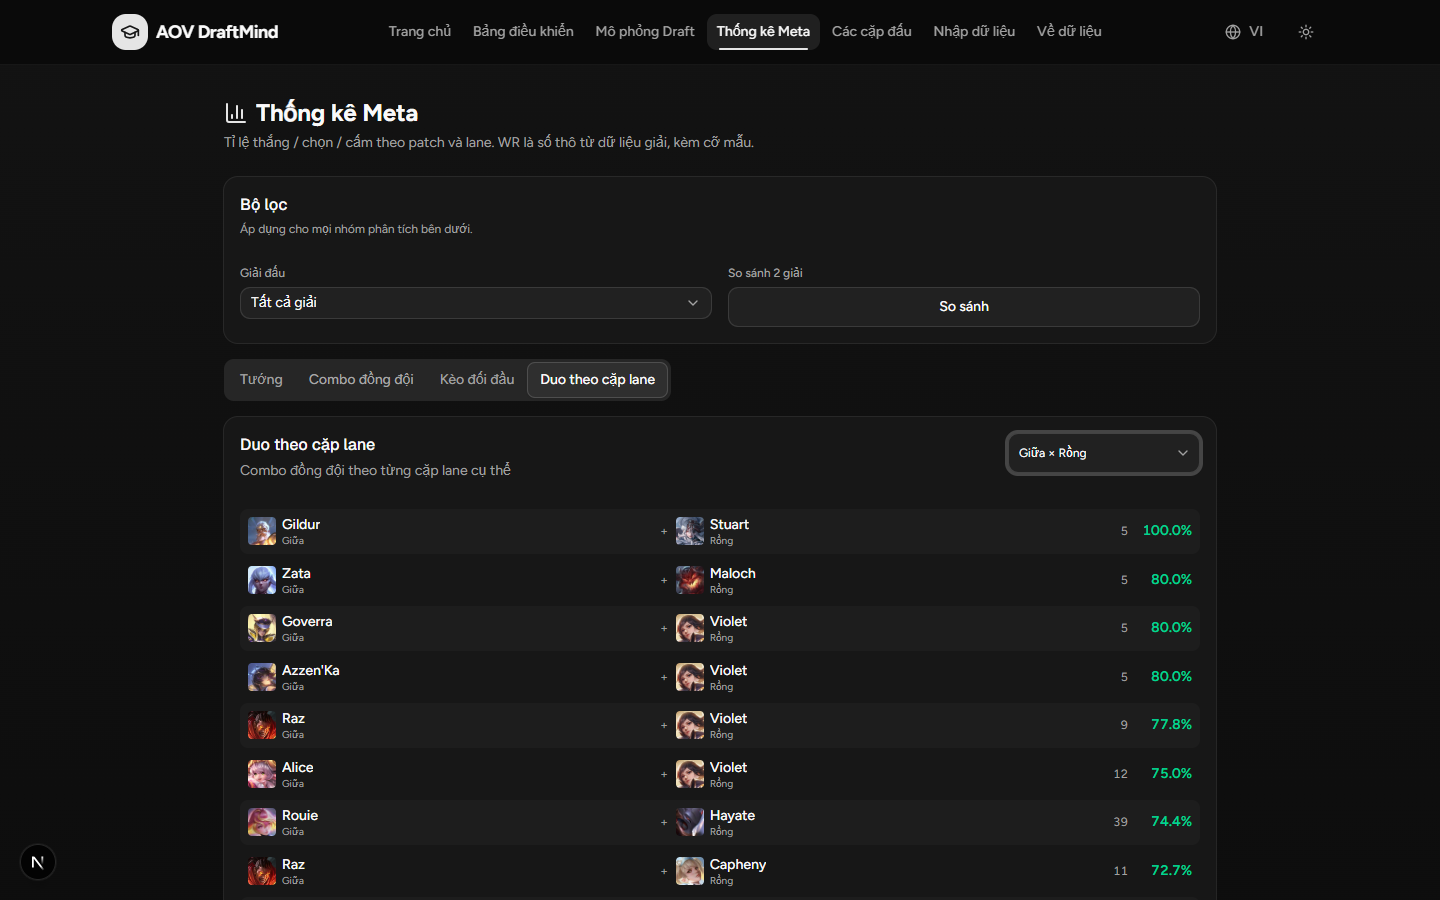 AOV DraftMind
Trang chủ
Bảng điều khiển
Mô phỏng Draft
Thống kê Meta
Các cặp đấu
Nhập dữ liệu
Về dữ liệu
VI
Thống kê Meta
Tỉ lệ thắng / chọn / cấm theo patch và lane. WR là số thô từ dữ liệu giải, kèm cỡ mẫu.
Bộ lọc
Áp dụng cho mọi nhóm phân tích bên dưới.
Giải đấu
So sánh 2 giải
Tất cả giải
So sánh
Tướng
Combo đồng đội
Kèo đối đầu
Duo theo cặp lane
Duo theo cặp lane
Combo đồng đội theo từng cặp lane cụ thể
Giữa × Rồng
Gildur
Giữa
+
Stuart
Rồng
5
100.0%
Zata
Giữa
+
Maloch
Rồng
5
80.0%
Goverra
Giữa
+
Violet
Rồng
5
80.0%
Azzen'Ka
Giữa
+
Violet
Rồng
5
80.0%
Raz
Giữa
+
Violet
Rồng
9
77.8%
Alice
Giữa
+
Violet
Rồng
12
75.0%
Rouie
Giữa
+
Hayate
Rồng
39
74.4%
Raz
Giữa
+
Capheny
Rồng
11
72.7%
N